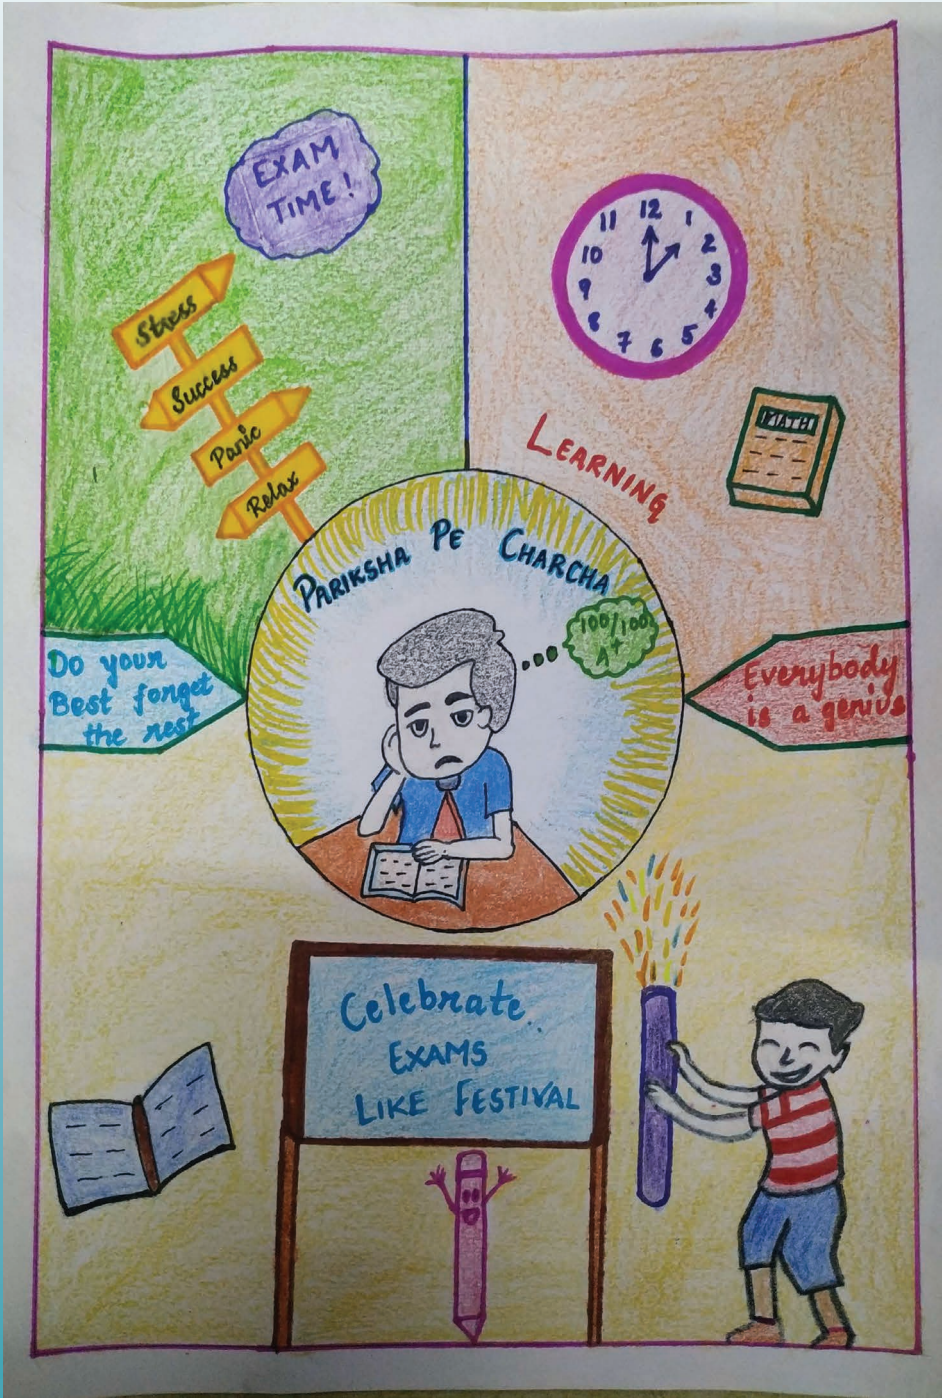 EXAM
TIME!
Stress
Success
Panic
Relax
12
1
2
3
4
5
6
7
8
9
10
11
MATH
LEARNING
PARIKSHA PE CHARCHA
100/100
A+
Do your
Best forget
the rest
Everybody
is a genius
Celebrate..
EXAMS
LIKE FESTIVAL